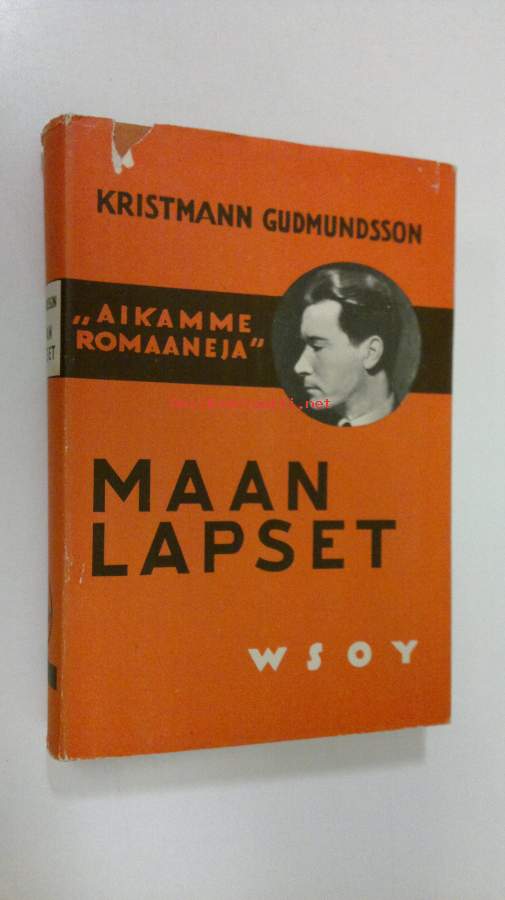 KRISTMANN GUDMUNDSSON
„AIKAMME
ROMAANEJA”
MAAN
LAPSET
WSOY